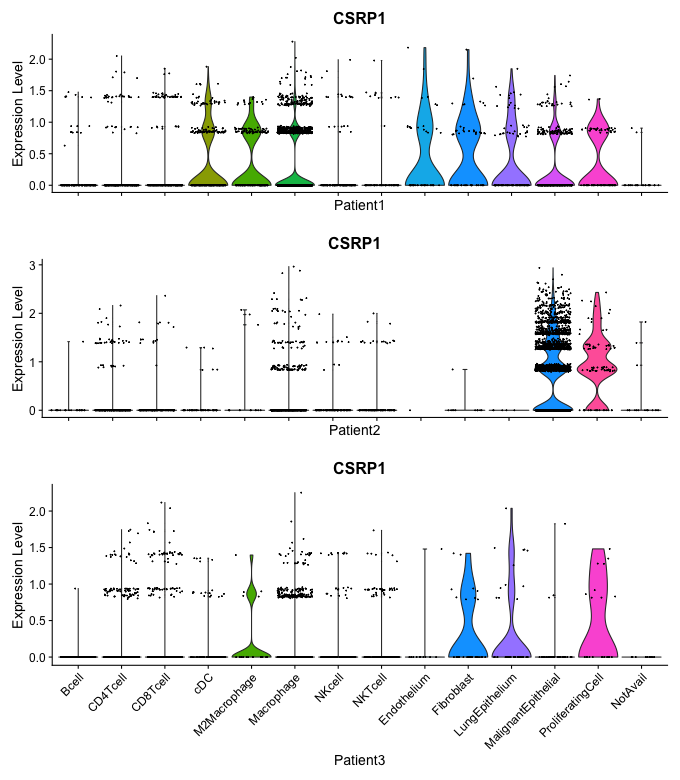 CSRP1
Expression Level
2.0
1.5
1.0
0.5
0.0
Patient1
CSRP1
Expression Level
3
2
1
0
Patient2
CSRP1
Expression Level
2.0
1.5
1.0
0.5
0.0
Bcell
CD4Tcell
CD8Tcell
cDC
M2Macrophage
Macrophage
NKcell
NKTcell
Endothelium
Fibroblast
LungEpithelium
MalignantEpithelial
ProliferatingCell
NotAvail
Patient3